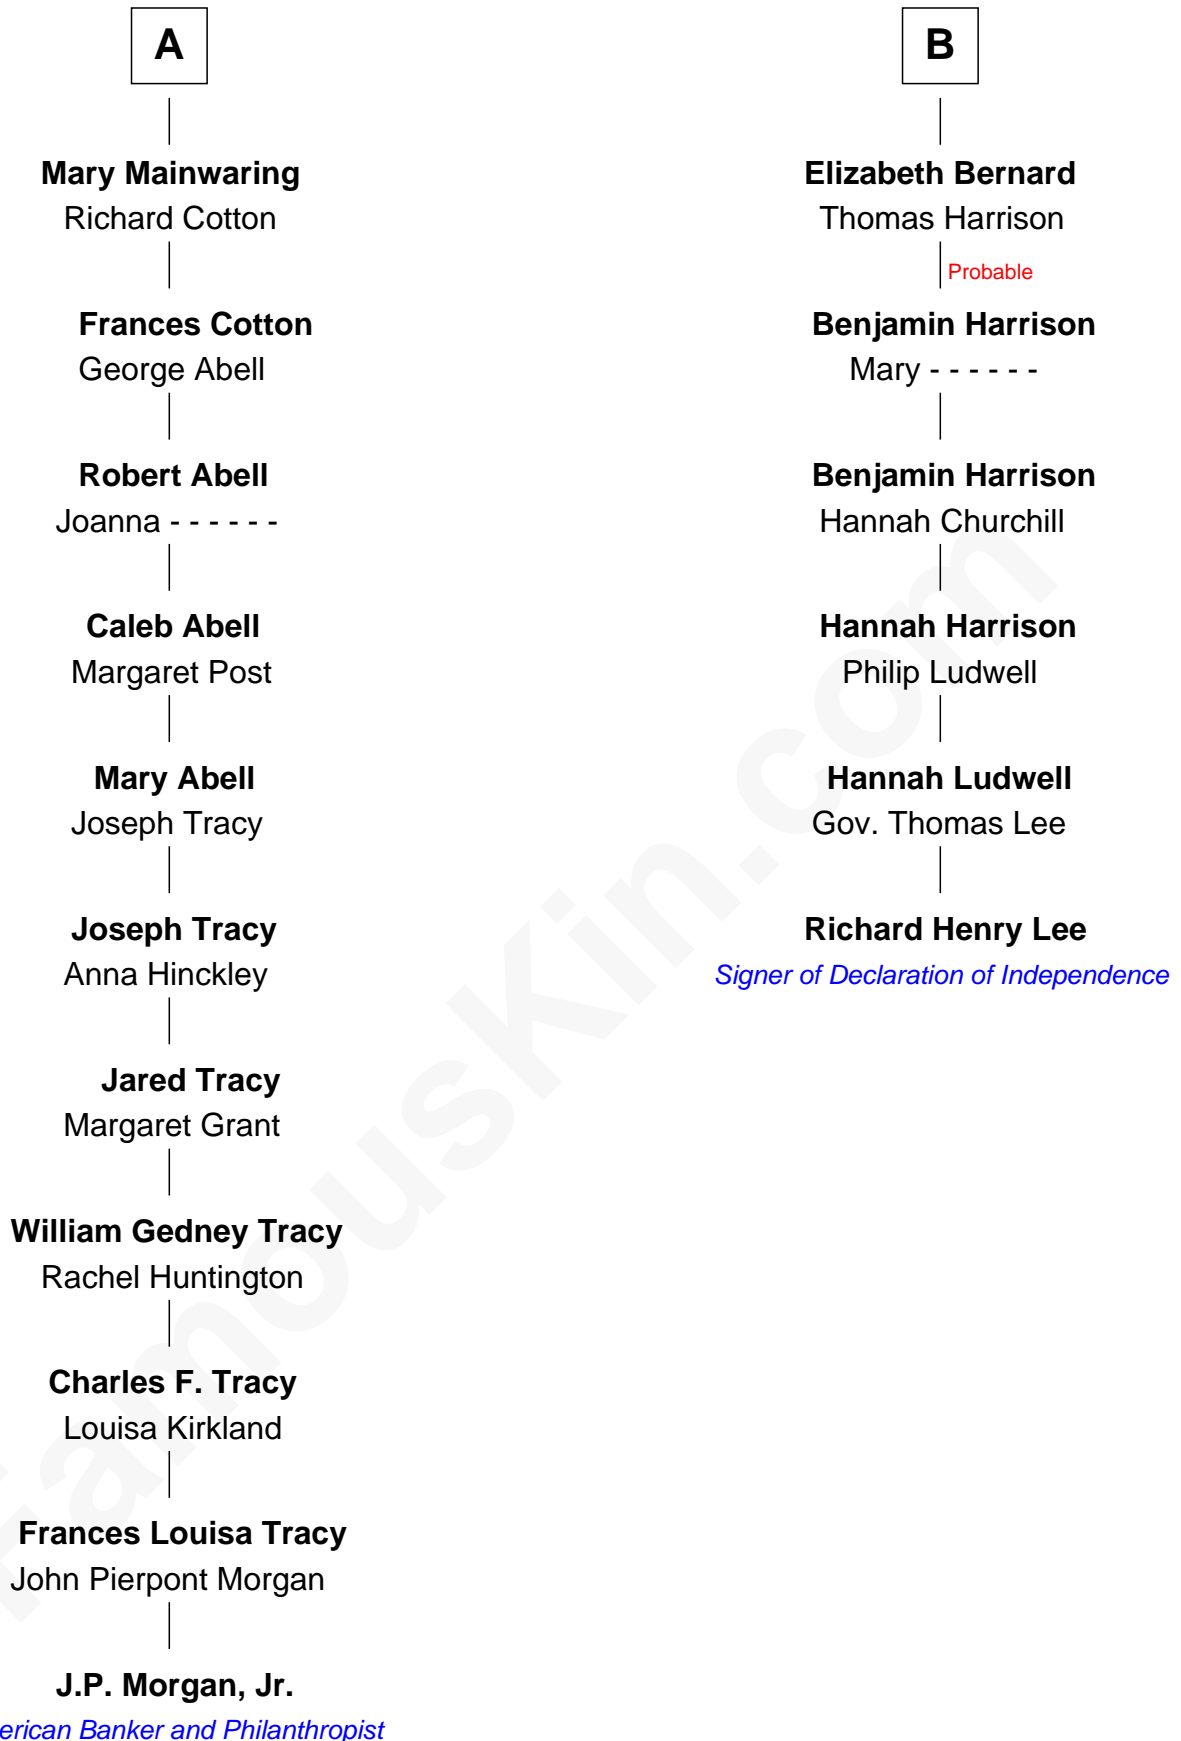 A
Mary Mainwaring
Richard Cotton
Frances Cotton
George Abell
Robert Abell
Joanna - - - - - -
Caleb Abell
Margaret Post
Mary Abell
Joseph Tracy
Joseph Tracy
Anna Hinckley
Jared Tracy
Margaret Grant
William Gedney Tracy
Rachel Huntington
Charles F. Tracy
Louisa Kirkland
Frances Louisa Tracy
John Pierpont Morgan
J.P. Morgan, Jr.
erican Banker and Philanthropist
B
Elizabeth Bernard
Thomas Harrison
Probable
Benjamin Harrison
Mary - - - - - -
Benjamin Harrison
Hannah Churchill
Hannah Harrison
Philip Ludwell
Hannah Ludwell
Gov. Thomas Lee
Richard Henry Lee
Signer of Declaration of Independence
FamousKin.com